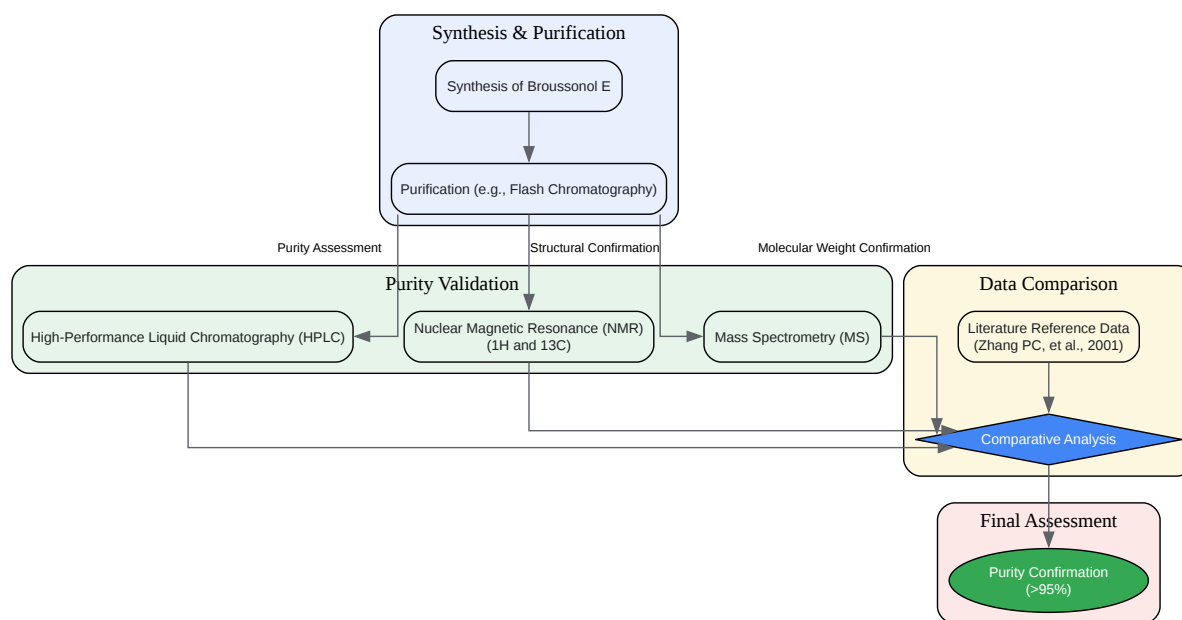 Synthesis & Purification
Synthesis of Broussonol E
Purification (e.g., Flash Chromatography)
Purity Assessment
Structural Confirmation
Molecular Weight Confirmation
Purity Validation
Data Comparison
High-Performance Liquid Chromatography (HPLC)
Nuclear Magnetic Resonance (NMR)
(1H and 13C)
Mass Spectrometry (MS)
Literature Reference Data
(Zhang PC, et al., 2001)
Comparative Analysis
Final Assessment
Purity Confirmation
(>95%)